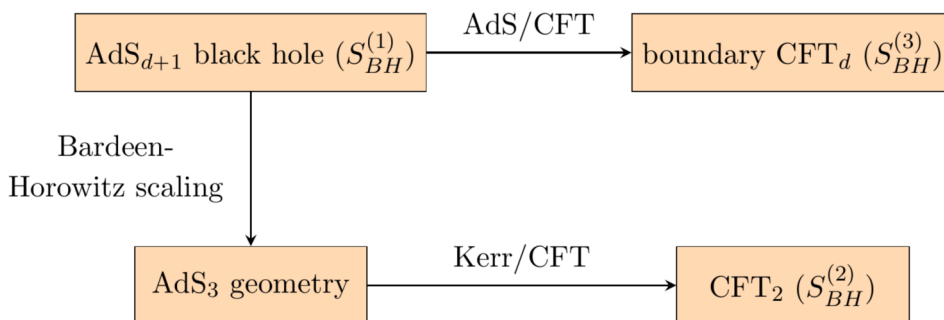 AdS_{d+1} black hole (S_{BH}^{(1)})
AdS/CFT
boundary CFT_d (S_{BH}^{(3)})
Bardeen-
Horowitz scaling
AdS_3 geometry
Kerr/CFT
CFT_2 (S_{BH}^{(2)})